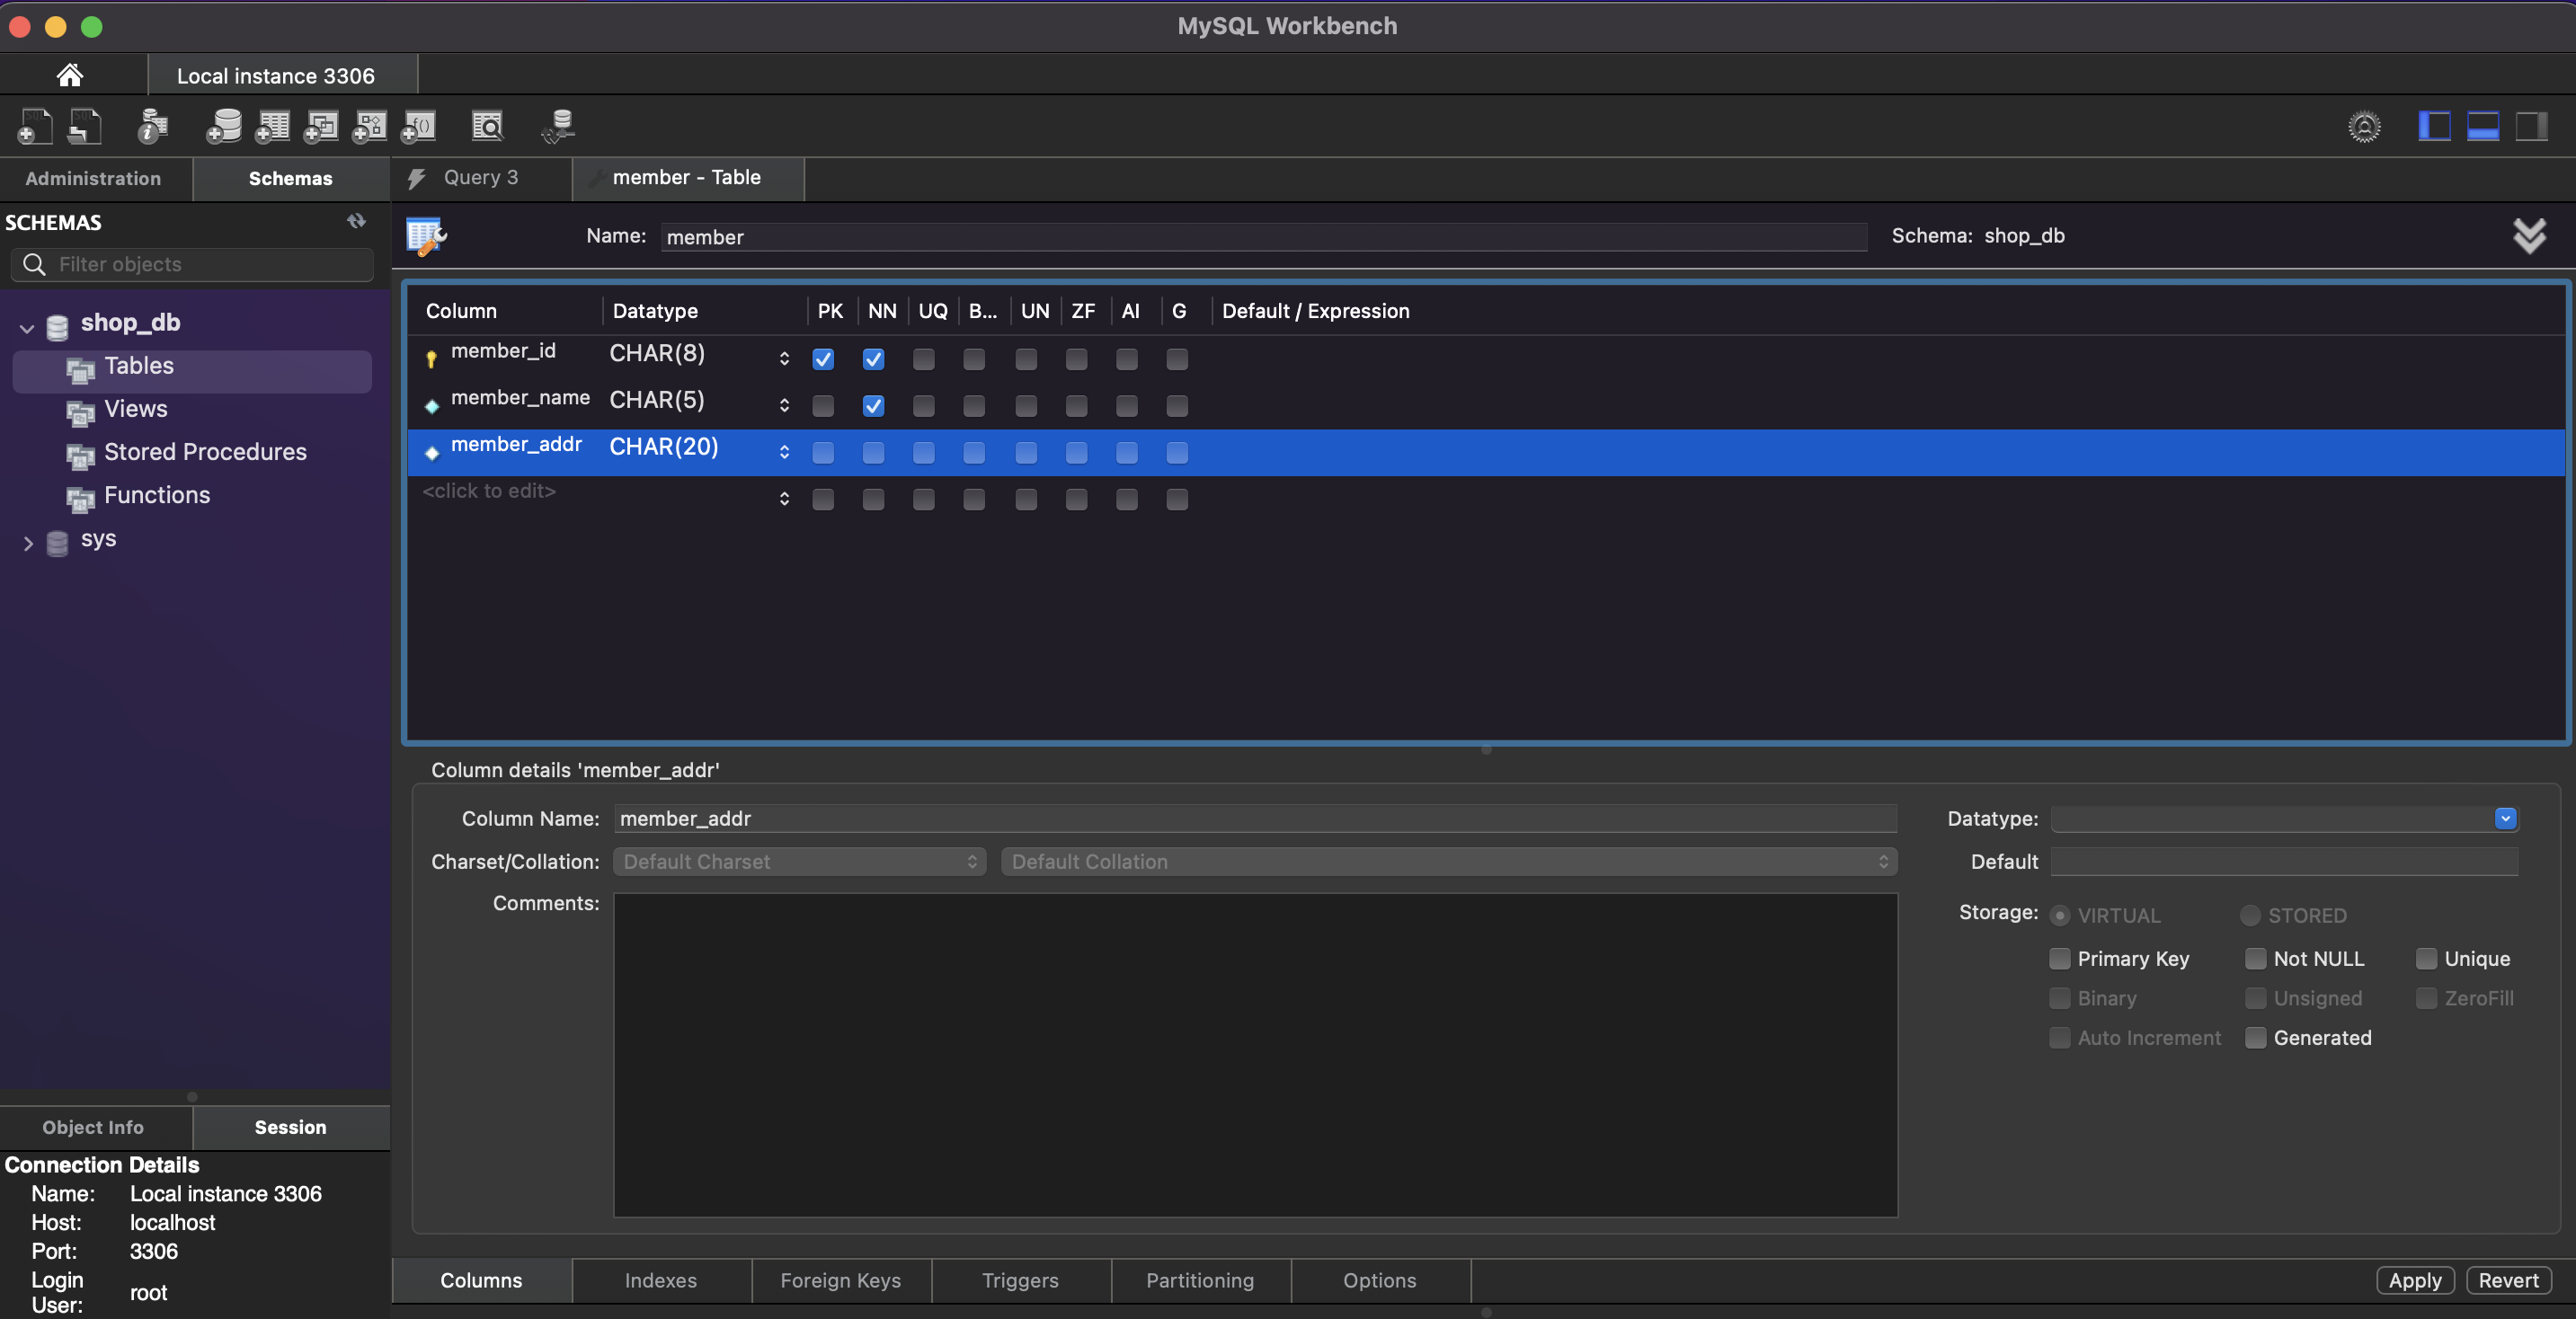 MySQL Workbench
Local instance 3306
Administration Schemas
Query 3 member - Table
SCHEMAS
Filter objects
shop_db
Tables
Views
Stored Procedures
Functions
sys
Name: member Schema: shop_db
Column Datatype PK NN UQ B... UN ZF AI G Default / Expression
member_id CHAR(8)
member_name CHAR(5)
member_addr CHAR(20)
<click to edit>
Column details 'member_addr'
Column Name: member_addr
Charset/Collation: Default Charset Default Collation
Comments:
Datatype:
Default
Storage: VIRTUAL STORED
Primary Key Not NULL Unique
Binary Unsigned ZeroFill
Auto Increment Generated
Object Info Session
Connection Details
Name: Local instance 3306
Host: localhost
Port: 3306
Login User: root
Columns Indexes Foreign Keys Triggers Partitioning Options
Apply Revert